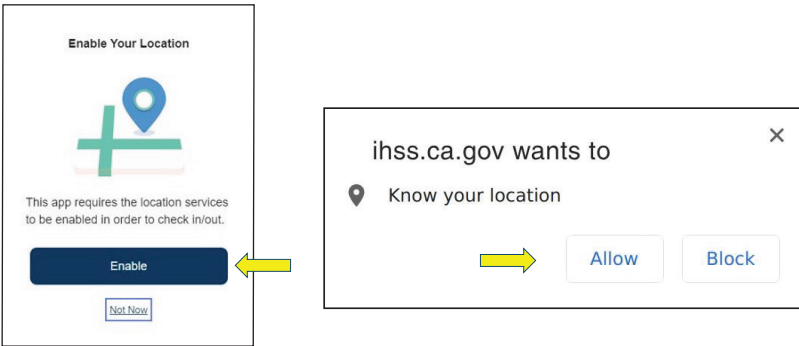 Enable Your Location
This app requires the location services
to be enabled in order to check in/out.
Enable
Not Now
ihss.ca.gov wants to
Know your location
Allow
Block